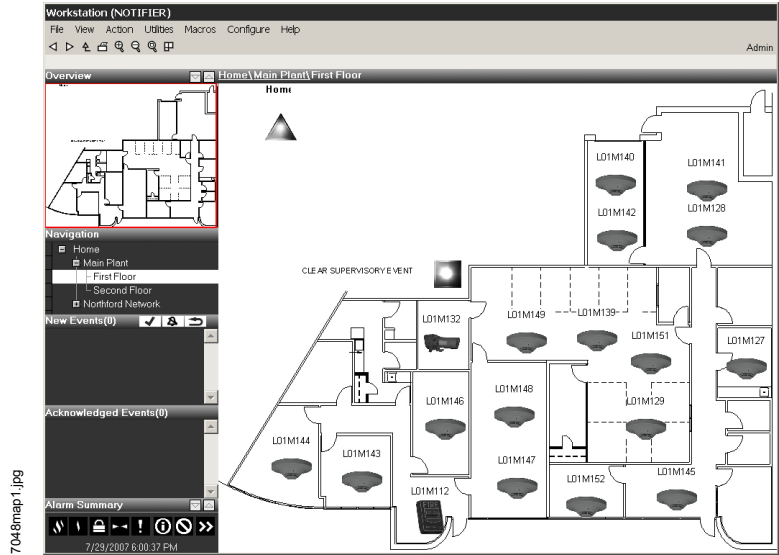 Workstation (NOTIFIER)
File View Action Utilities Macros Configure Help
Admin
Overview
Home\Main Plant\First Floor
Home
L01M140
L01M141
L01M142
L01M128
Navigation
Home
Main Plant
First Floor
Second Floor
Northford Network
CLEAR SUPERVISORY EVENT
New Events(0)
L01M132
L01M149
L01M139
L01M151
L01M127
L01M146
L01M148
L01M129
Acknowledged Events(0)
L01M144
L01M143
L01M147
L01M152
L01M145
L01M112
Alarm Summary
7/29/2007 6:00:37 PM
7048map1.jpg